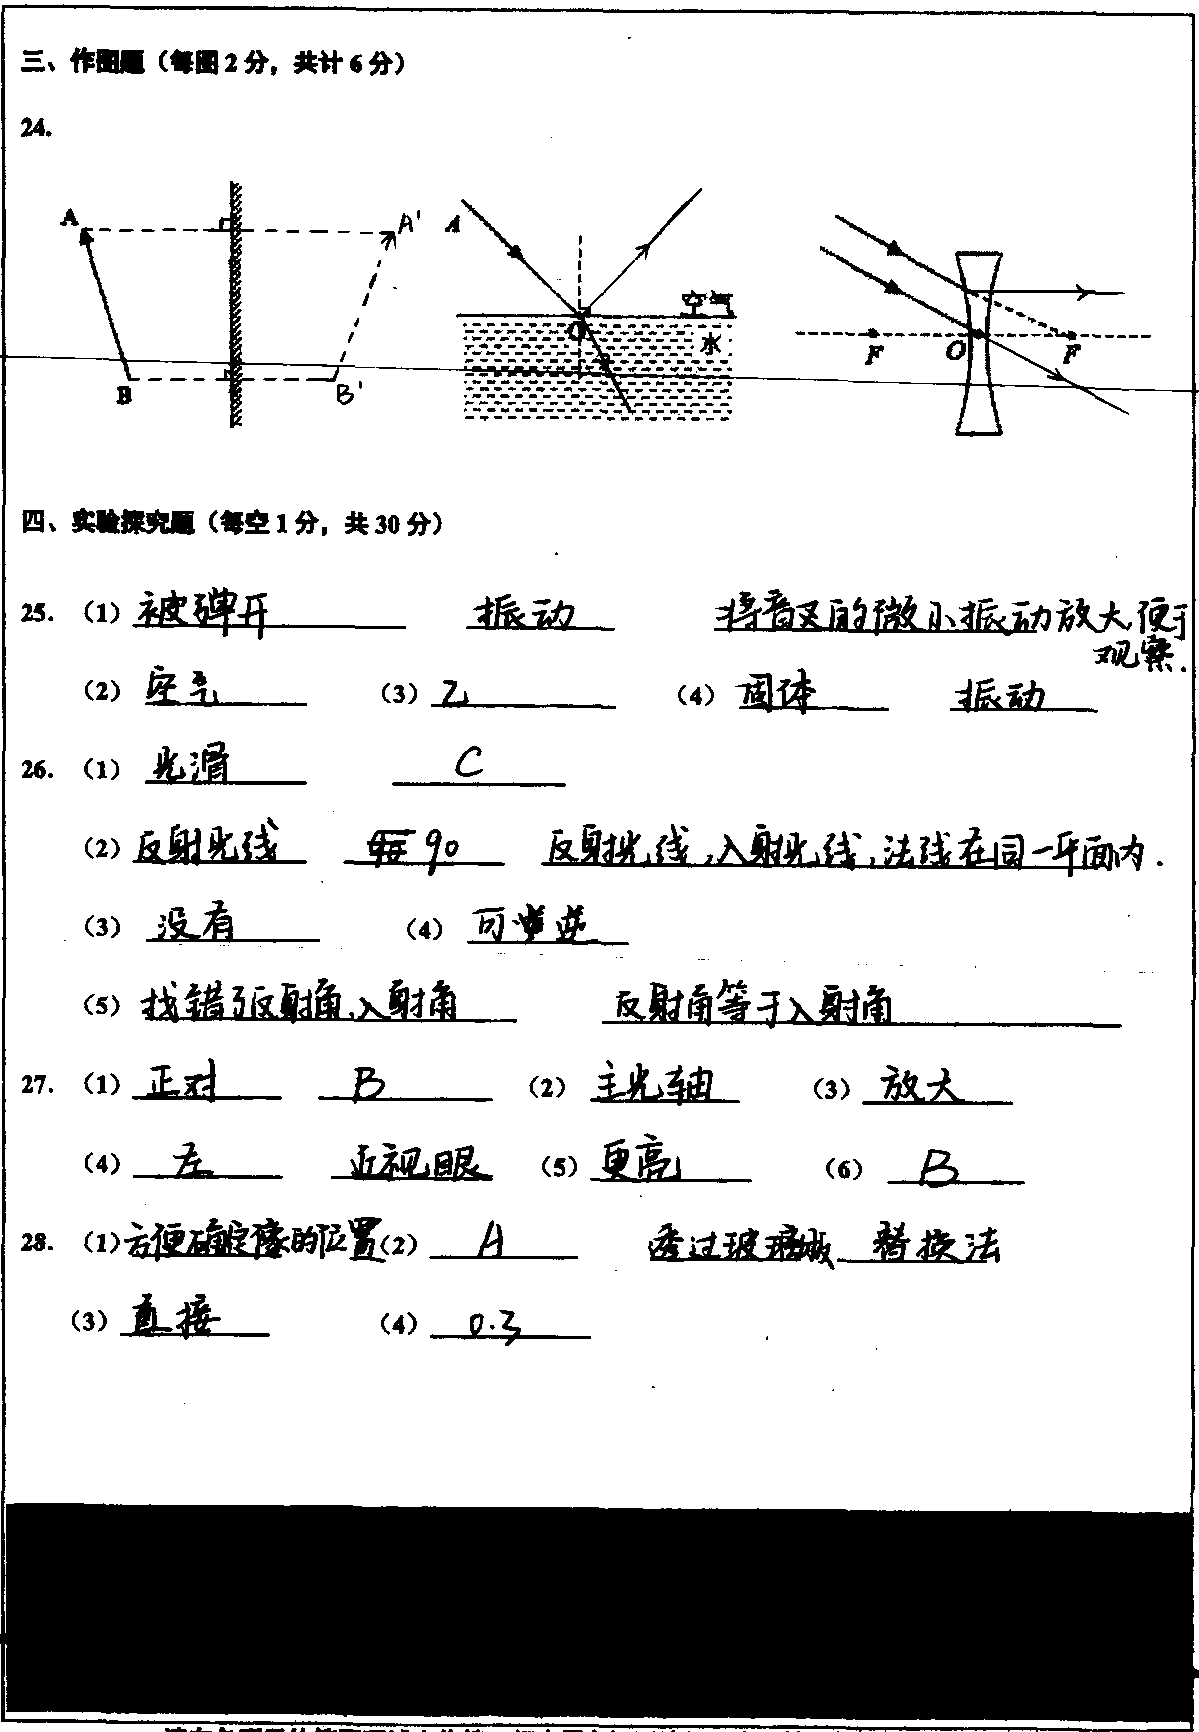 三、作图题（每图2分，共计6分）
24.
A A' B B'
A O 空气 水
F O F
四、实验探究题（每空1分，共30分）
25.（1）被弹开 振动 将音叉的微小振动放大,便于
观察.
（2）空气 （3）乙 （4）固体 振动
26.（1）光滑 C
（2）反射光线 90 反射光线,入射光线,法线在同一平面内.
（3）没有 （4）可逆
（5）找错了反射角,入射角 反射角等于入射角
27.（1）正对 B （2）主光轴 （3）放大
（4）左 近视眼 （5）更高 （6）B
28.（1）方便确定像的位置（2）A 透过玻璃板 替换法
（3）直接 （4）0.3